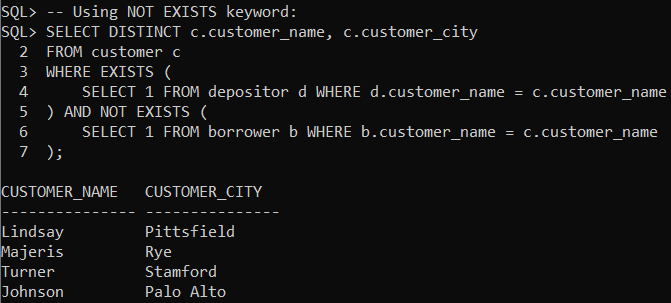 SQL> -- Using NOT EXISTS keyword:
SQL> SELECT DISTINCT c.customer_name, c.customer_city
  2  FROM customer c
  3  WHERE EXISTS (
  4      SELECT 1 FROM depositor d WHERE d.customer_name = c.customer_name
  5  ) AND NOT EXISTS (
  6      SELECT 1 FROM borrower b WHERE b.customer_name = c.customer_name
  7  );
CUSTOMER_NAME   CUSTOMER_CITY
--------------- ---------------
Lindsay         Pittsfield
Majeris         Rye
Turner          Stamford
Johnson         Palo Alto